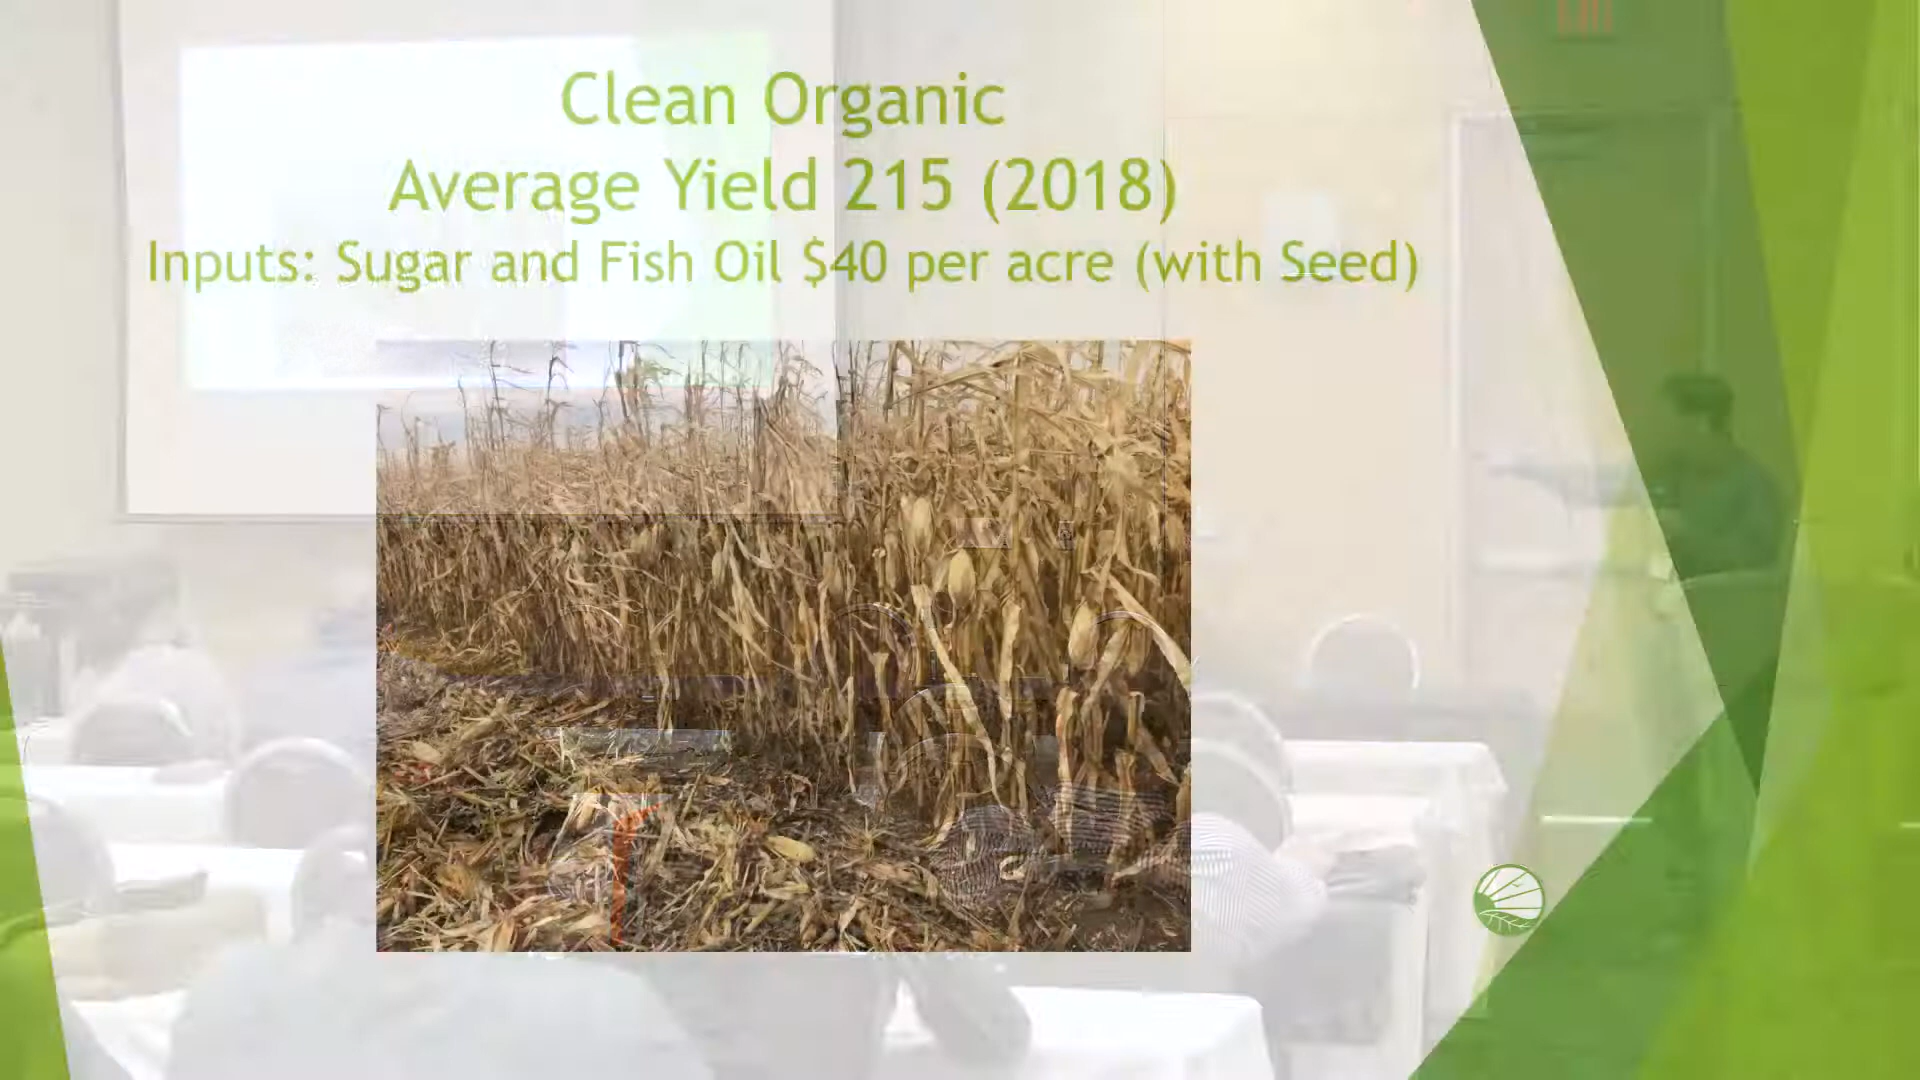 Clean Organic
Average Yield 215 (2018)
Inputs: Sugar and Fish Oil $40 per acre (with Seed)